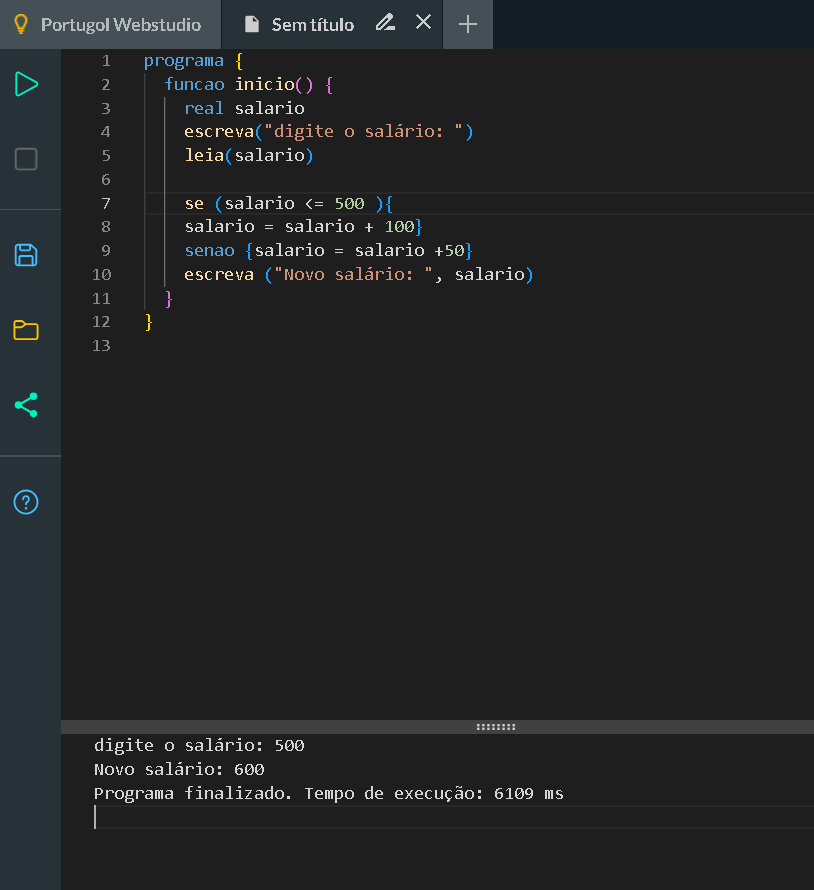 Portugol Webstudio Sem título
1 programa {
2 funcao inicio() {
3 real salario
4 escreva("digite o salário: ")
5 leia(salario)
6
7 se (salario <= 500 ){
8 salario = salario + 100}
9 senao {salario = salario +50}
10 escreva ("Novo salário: ", salario)
11 }
12 }
13
digite o salário: 500
Novo salário: 600
Programa finalizado. Tempo de execução: 6109 ms